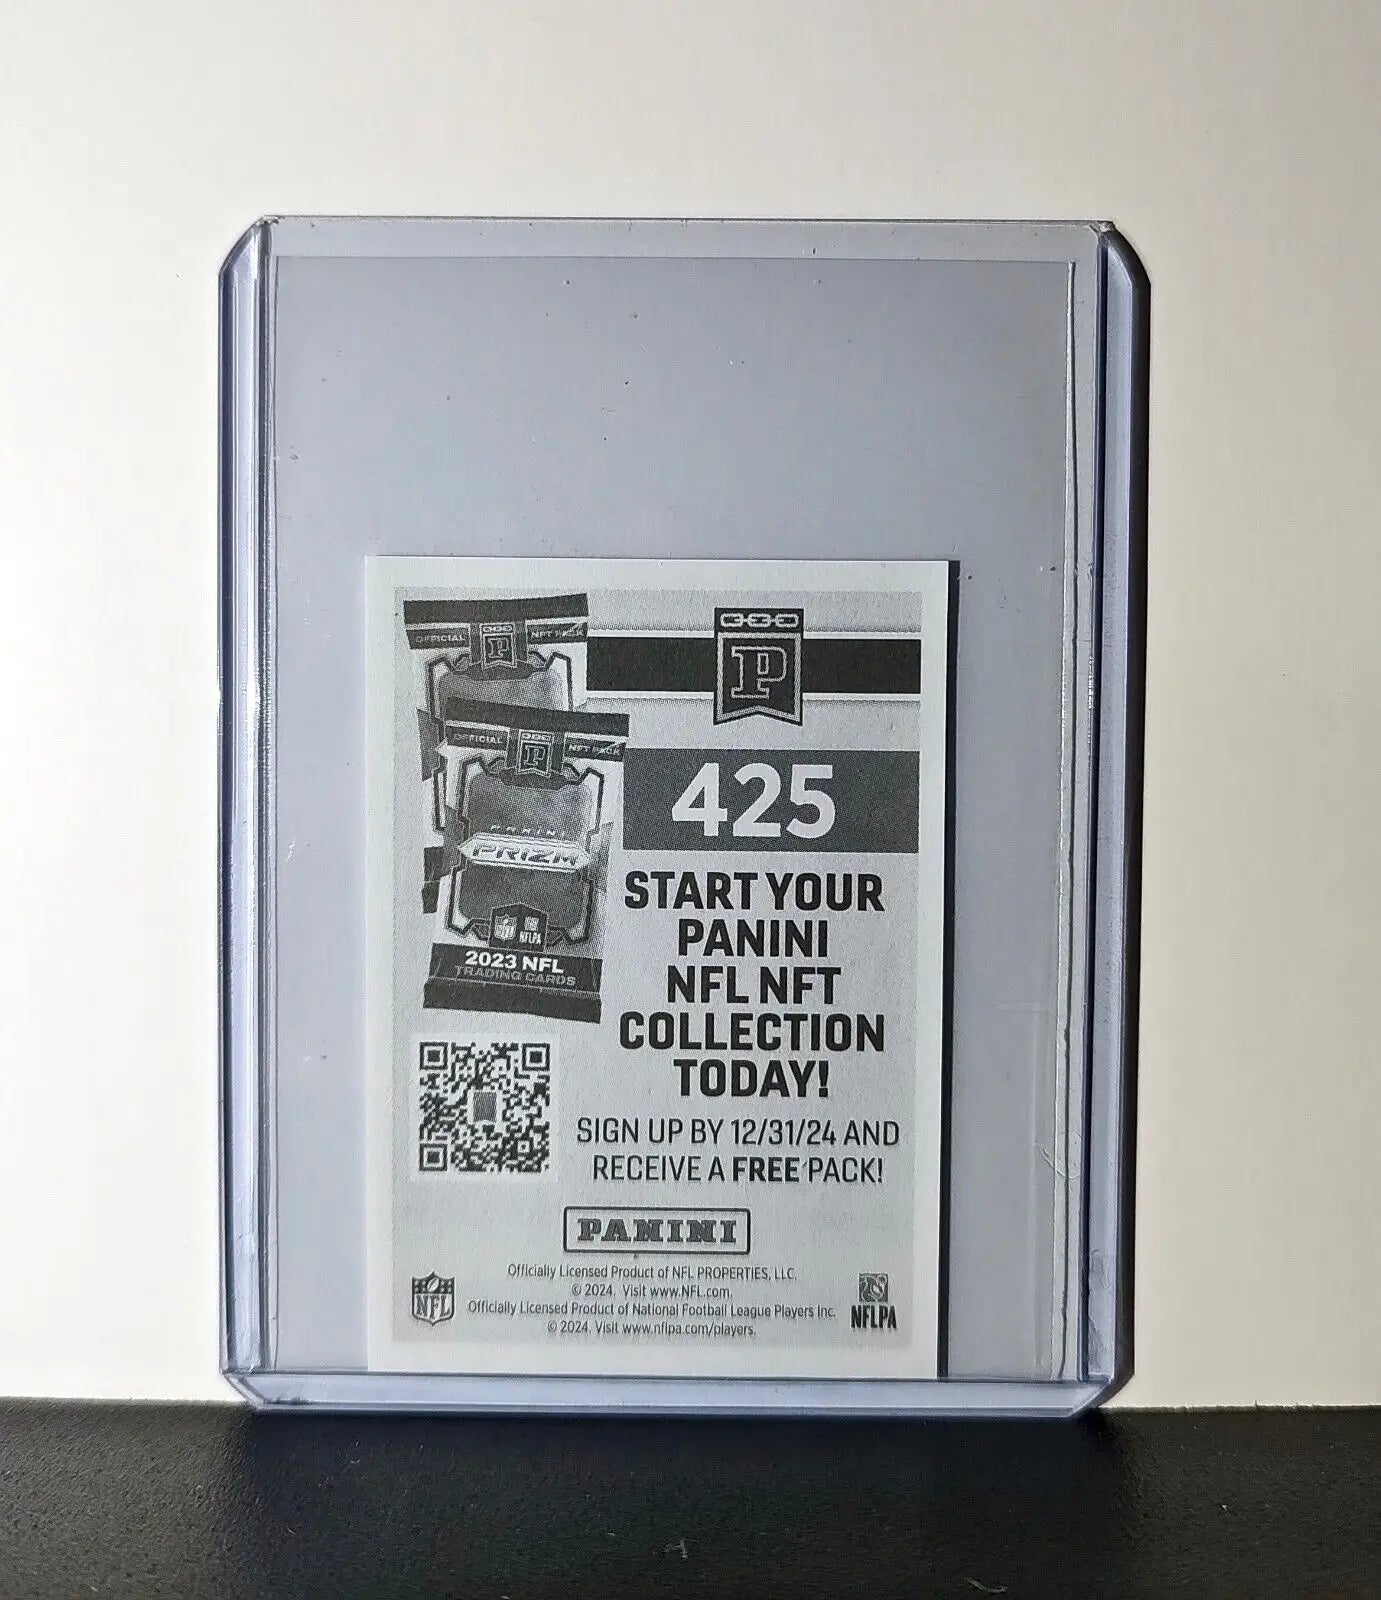 OFFICIAL
NFT PACK
P
OFFICIAL
NFT PACK
P
PANINI
PRIZM
NFL
NFLPA
2023 NFL
TRADING CARDS
P
425
START YOUR
PANINI
NFL NFT
COLLECTION
TODAY!
SIGN UP BY 12/31/24 AND
RECEIVE A FREE PACK!
PANINI
Officially Licensed Product of NFL PROPERTIES, LLC.
© 2024. Visit www.NFL.com.
Officially Licensed Product of National Football League Players Inc.
© 2024. Visit www.nflpa.com/players.
NFL
NFLPA